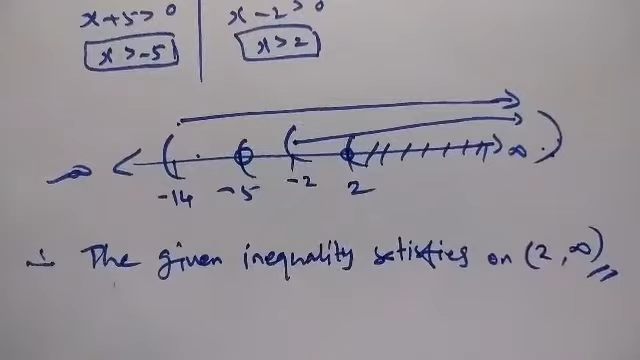 x+5>0 x-2>0
x>-5 x>2
-∞ ∞
-14 -5 -2 2
∴ The given inequality satisfies on (2, ∞)